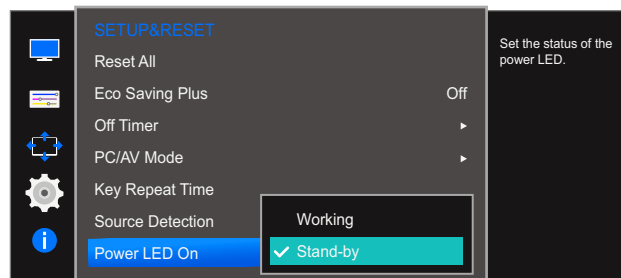 SETUP&RESET
Reset All
Eco Saving Plus Off
Off Timer
PC/AV Mode
Key Repeat Time
Source Detection
Power LED On
Working
Stand-by
Set the status of the
power LED.